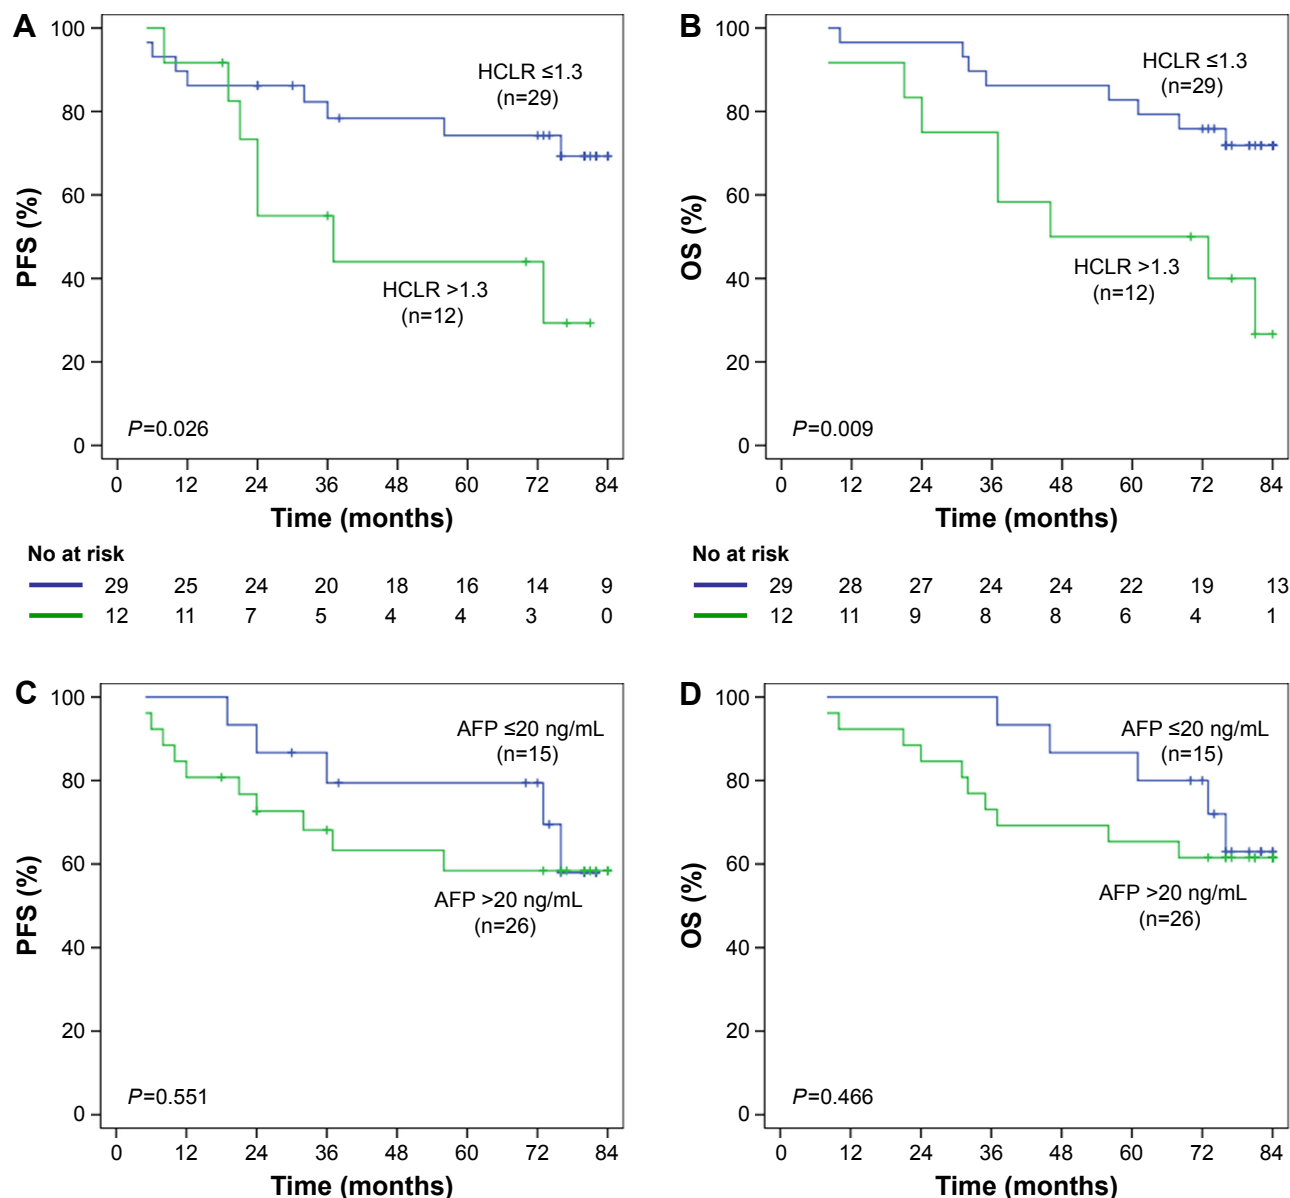 A
100
80
60
40
20
0
PFS (%)
HCLR ≤1.3
(n=29)
HCLR >1.3
(n=12)
P=0.026
0 12 24 36 48 60 72 84
Time (months)
No at risk
29 25 24 20 18 16 14 9
12 11 7 5 4 4 3 0
B
100
80
60
40
20
0
OS (%)
HCLR ≤1.3
(n=29)
HCLR >1.3
(n=12)
P=0.009
0 12 24 36 48 60 72 84
Time (months)
No at risk
29 28 27 24 24 22 19 13
12 11 9 8 8 6 4 1
C
100
80
60
40
20
0
PFS (%)
AFP ≤20 ng/mL
(n=15)
AFP >20 ng/mL
(n=26)
P=0.551
0 12 24 36 48 60 72 84
Time (months)
D
100
80
60
40
20
0
OS (%)
AFP ≤20 ng/mL
(n=15)
AFP >20 ng/mL
(n=26)
P=0.466
0 12 24 36 48 60 72 84
Time (months)